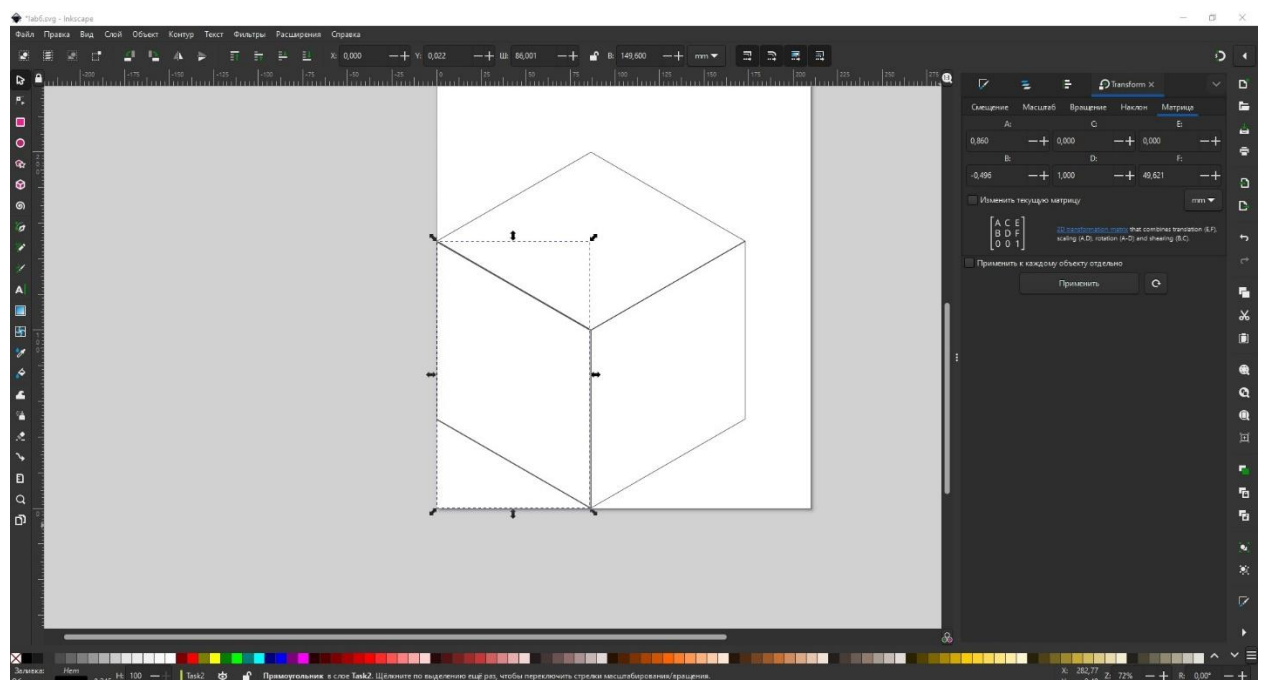 *lab6.svg - Inkscape
Файл Правка Вид Слой Объект Контур Текст Фильтры Расширения Справка
X: 0,000 Y: 0,022 Ш: 86,001 В: 149,600 mm
Transform
Смещение Масштаб Вращение Наклон Матрица
A: C: E:
0,860 0,000 0,000
B: D: F:
-0,496 1,000 49,621
Изменить текущую матрицу mm
A C E
B D F
0 0 1
2D transformation matrix that combines translation (E,F),
scaling (A,D), rotation (A-D) and shearing (B,C).
Применить к каждому объекту отдельно
Применить
Заливка: Нет
Н: 100 Task2 Прямоугольник в слое Task2. Щёлкните по выделению ещё раз, чтобы переключить стрелки масштабирования/вращения.
X: 282,77 Z: 72% R: 0,00°